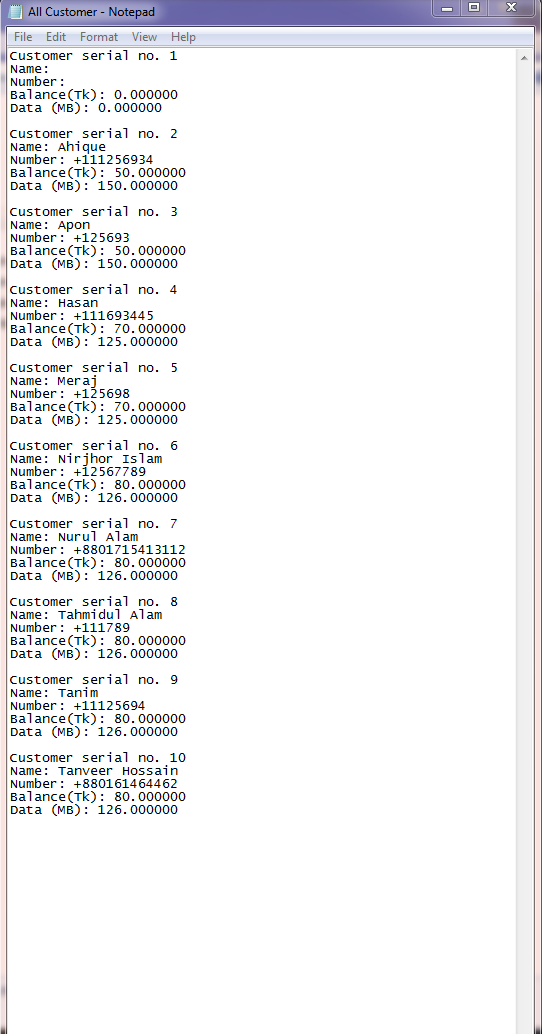 All Customer - Notepad
File Edit Format View Help
Customer serial no. 1
Name:
Number:
Balance(Tk): 0.000000
Data (MB): 0.000000
Customer serial no. 2
Name: Ahique
Number: +111256934
Balance(Tk): 50.000000
Data (MB): 150.000000
Customer serial no. 3
Name: Apon
Number: +125693
Balance(Tk): 50.000000
Data (MB): 150.000000
Customer serial no. 4
Name: Hasan
Number: +111693445
Balance(Tk): 70.000000
Data (MB): 125.000000
Customer serial no. 5
Name: Meraj
Number: +125698
Balance(Tk): 70.000000
Data (MB): 125.000000
Customer serial no. 6
Name: Nirjhor Islam
Number: +12567789
Balance(Tk): 80.000000
Data (MB): 126.000000
Customer serial no. 7
Name: Nurul Alam
Number: +8801715413112
Balance(Tk): 80.000000
Data (MB): 126.000000
Customer serial no. 8
Name: Tahmidul Alam
Number: +111789
Balance(Tk): 80.000000
Data (MB): 126.000000
Customer serial no. 9
Name: Tanim
Number: +11125694
Balance(Tk): 80.000000
Data (MB): 126.000000
Customer serial no. 10
Name: Tanveer Hossain
Number: +880161464462
Balance(Tk): 80.000000
Data (MB): 126.000000